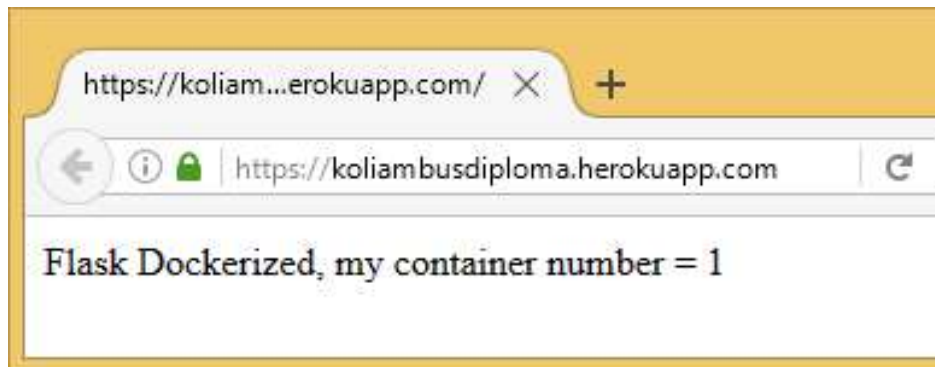 https://koliam...erokuapp.com/
https://koliambusdiploma.herokuapp.com
Flask Dockerized, my container number = 1